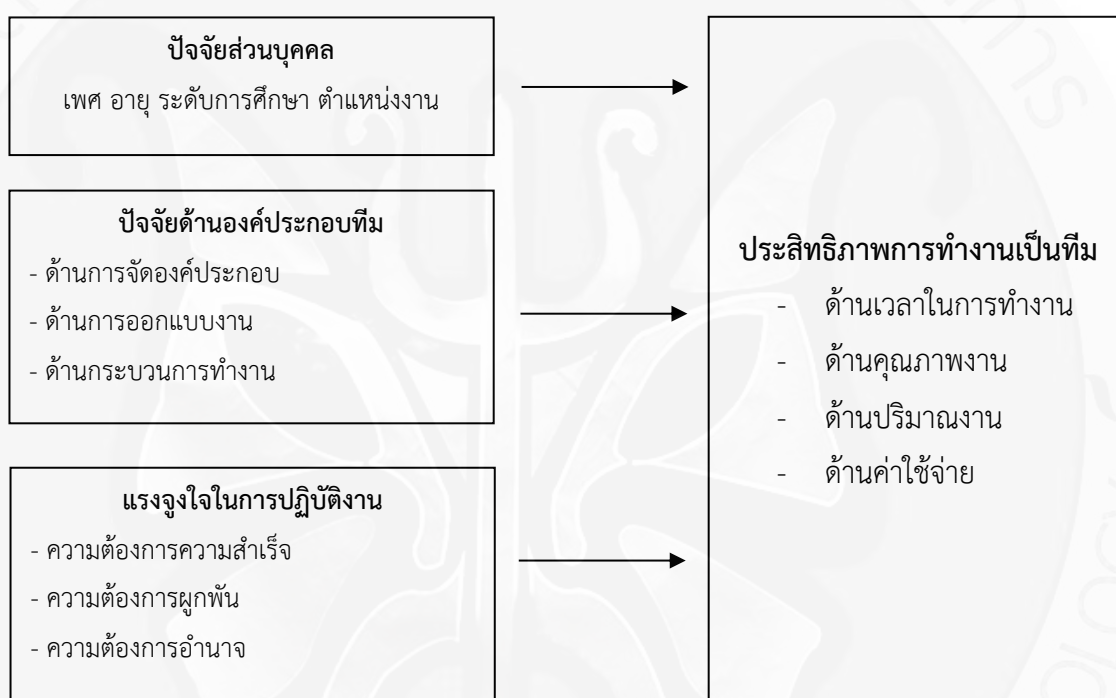 ปัจจัยส่วนบุคคล
เพศ อายุ ระดับการศึกษา ตำแหน่งงาน
ปัจจัยด้านองค์ประกอบทีม
- ด้านการจัดองค์ประกอบ
- ด้านการออกแบบงาน
- ด้านกระบวนการทำงาน
แรงจูงใจในการปฏิบัติงาน
- ความต้องการความสำเร็จ
- ความต้องการผูกพัน
- ความต้องการอำนาจ
ประสิทธิภาพการทำงานเป็นทีม
- ด้านเวลาในการทำงาน
- ด้านคุณภาพงาน
- ด้านปริมาณงาน
- ด้านค่าใช้จ่าย